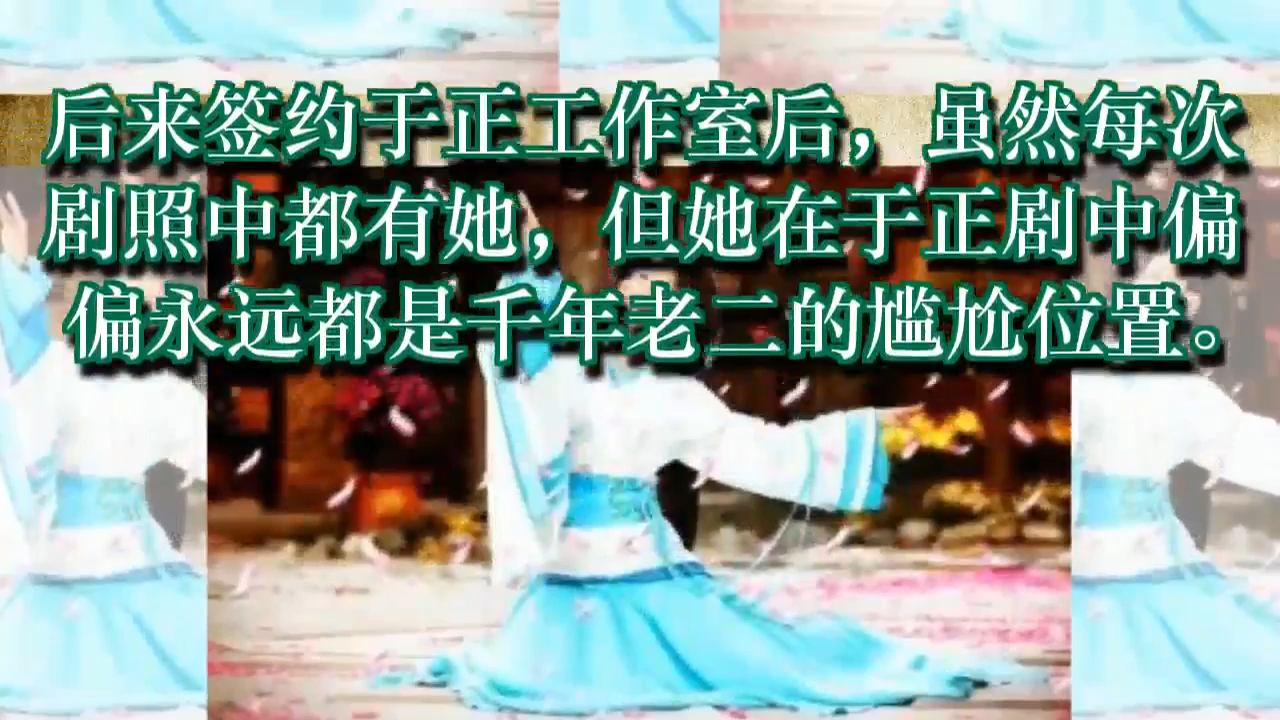 后来签约于正工作室后，虽然每次
剧照中都有她，但她在于正剧中偏
偏永远都是千年老二的尴尬位置。